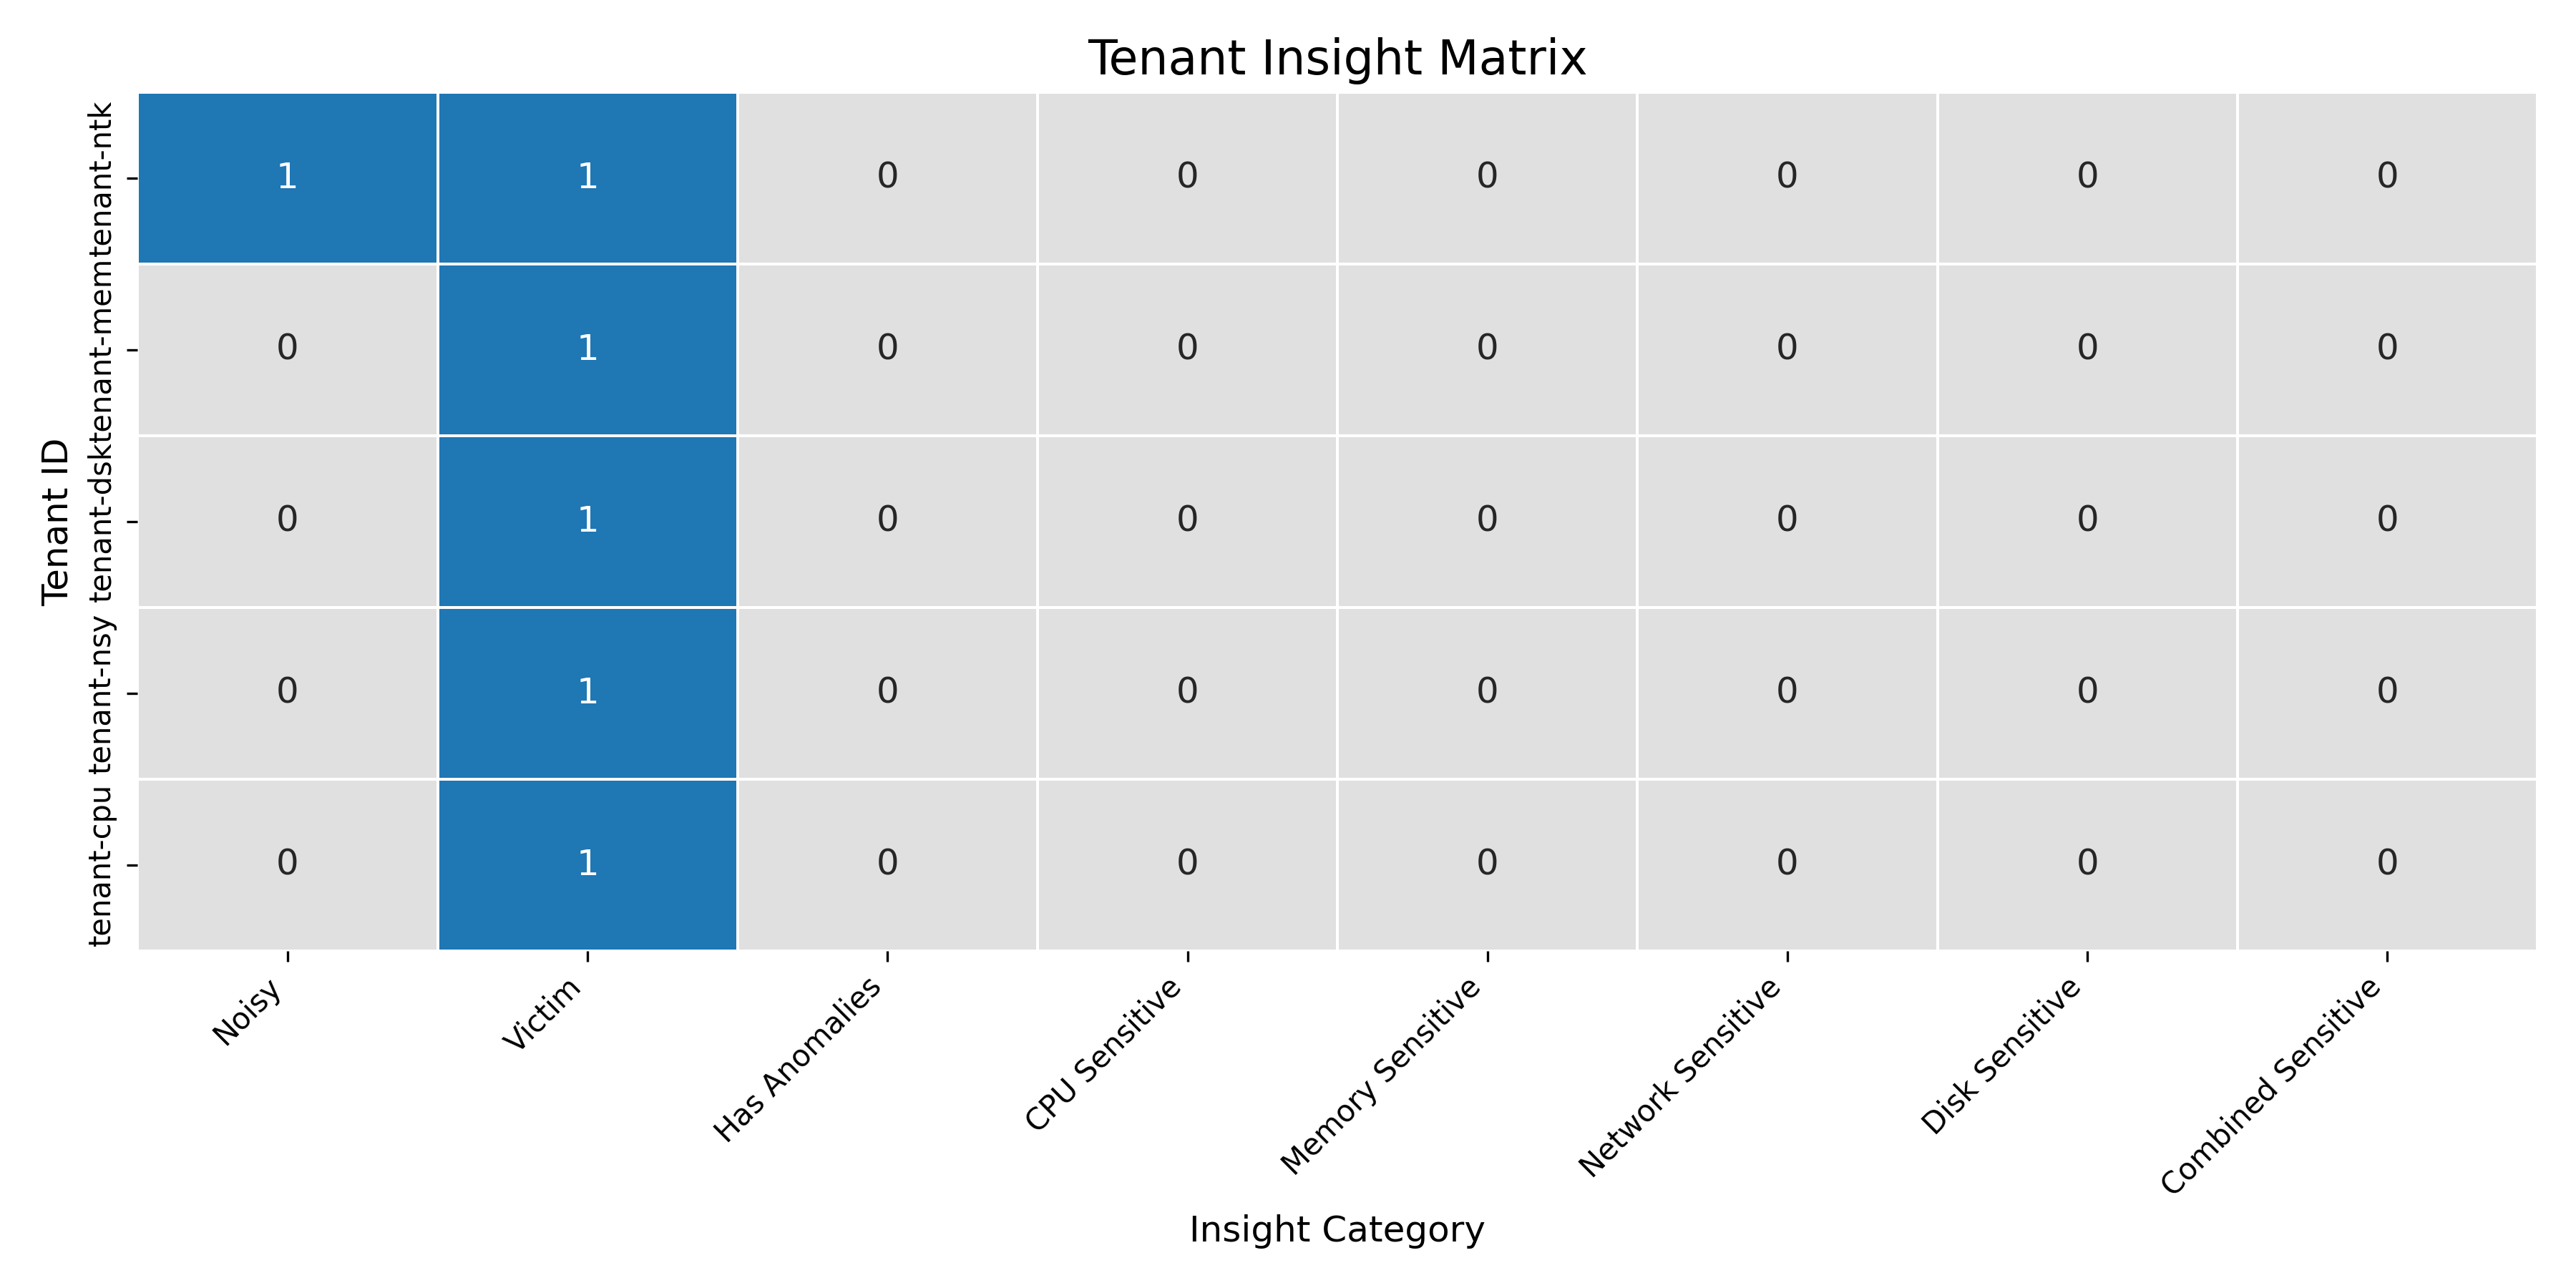 Tenant Insight Matrix
Tenant ID
tenant-ntk
1 1 0 0 0 0 0 0
tenant-mem
0 1 0 0 0 0 0 0
tenant-dsk
0 1 0 0 0 0 0 0
tenant-nsy
0 1 0 0 0 0 0 0
tenant-cpu
0 1 0 0 0 0 0 0
Noisy
Victim
Has Anomalies
CPU Sensitive
Memory Sensitive
Network Sensitive
Disk Sensitive
Combined Sensitive
Insight Category